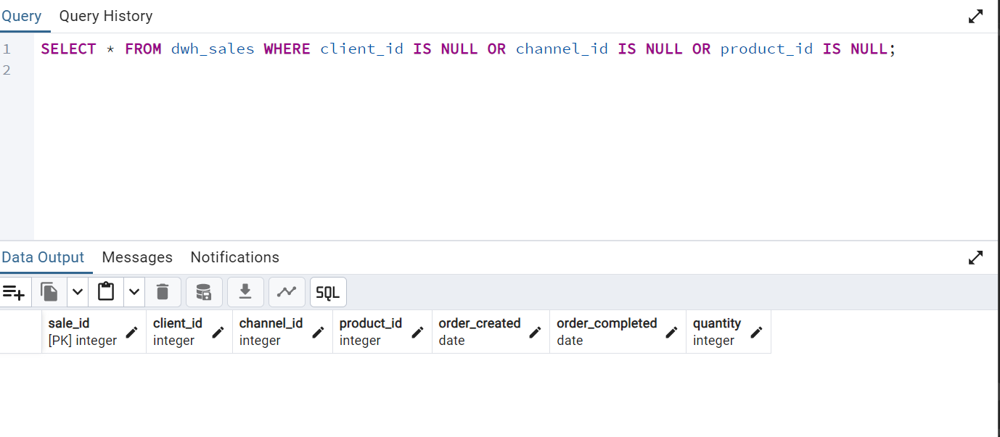 Query Query History
1 SELECT * FROM dwh_sales WHERE client_id IS NULL OR channel_id IS NULL OR product_id IS NULL;
2
Data Output Messages Notifications
SQL
sale_id client_id channel_id product_id order_created order_completed quantity
[PK] integer integer integer integer date date integer